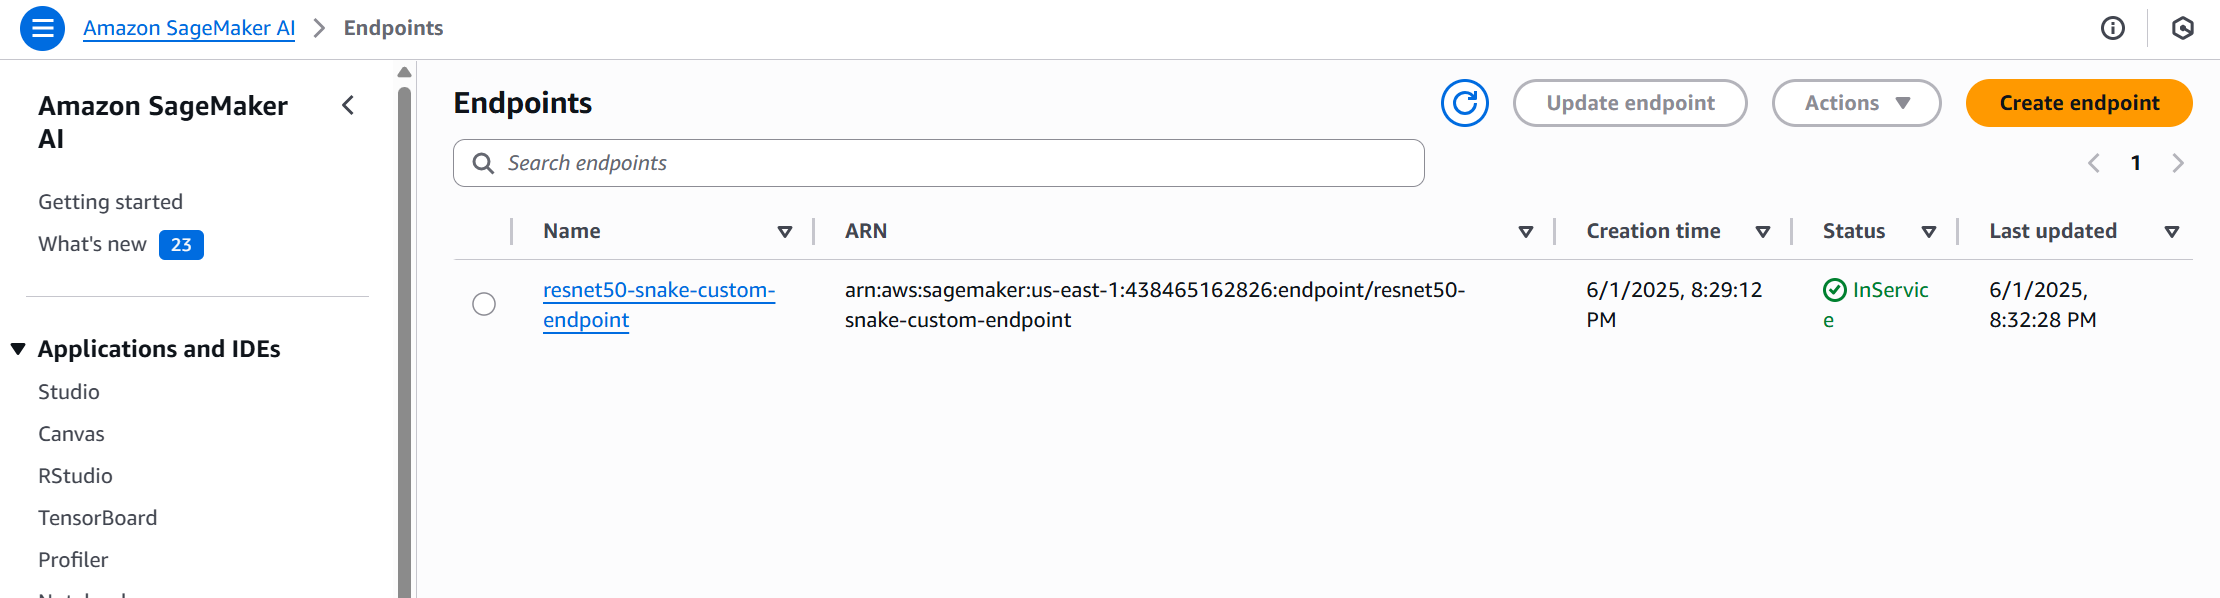 Amazon SageMaker AI > Endpoints
Amazon SageMaker
AI
Getting started
What's new 23
Applications and IDEs
Studio
Canvas
RStudio
TensorBoard
Profiler
Endpoints
Update endpoint
Actions
Create endpoint
Search endpoints
1
Name ARN Creation time Status Last updated
resnet50-snake-custom- arn:aws:sagemaker:us-east-1:438465162826:endpoint/resnet50- 6/1/2025, 8:29:12 InServic 6/1/2025,
endpoint snake-custom-endpoint PM e 8:32:28 PM